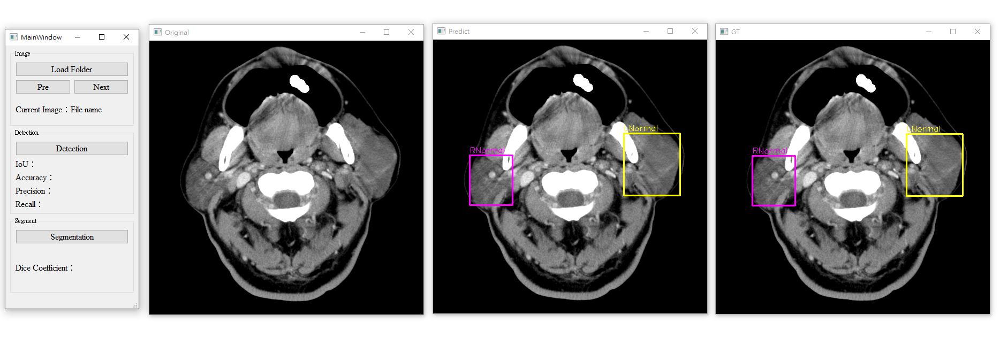 MainWindow
Image
Load Folder
Pre
Next
Current Image：File name
Detection
Detection
IoU：
Accuracy：
Precision：
Recall：
Segment
Segmentation
Dice Coefficient：
Original
Predict
LNormal
RNormal
GT
LNormal
RNormal